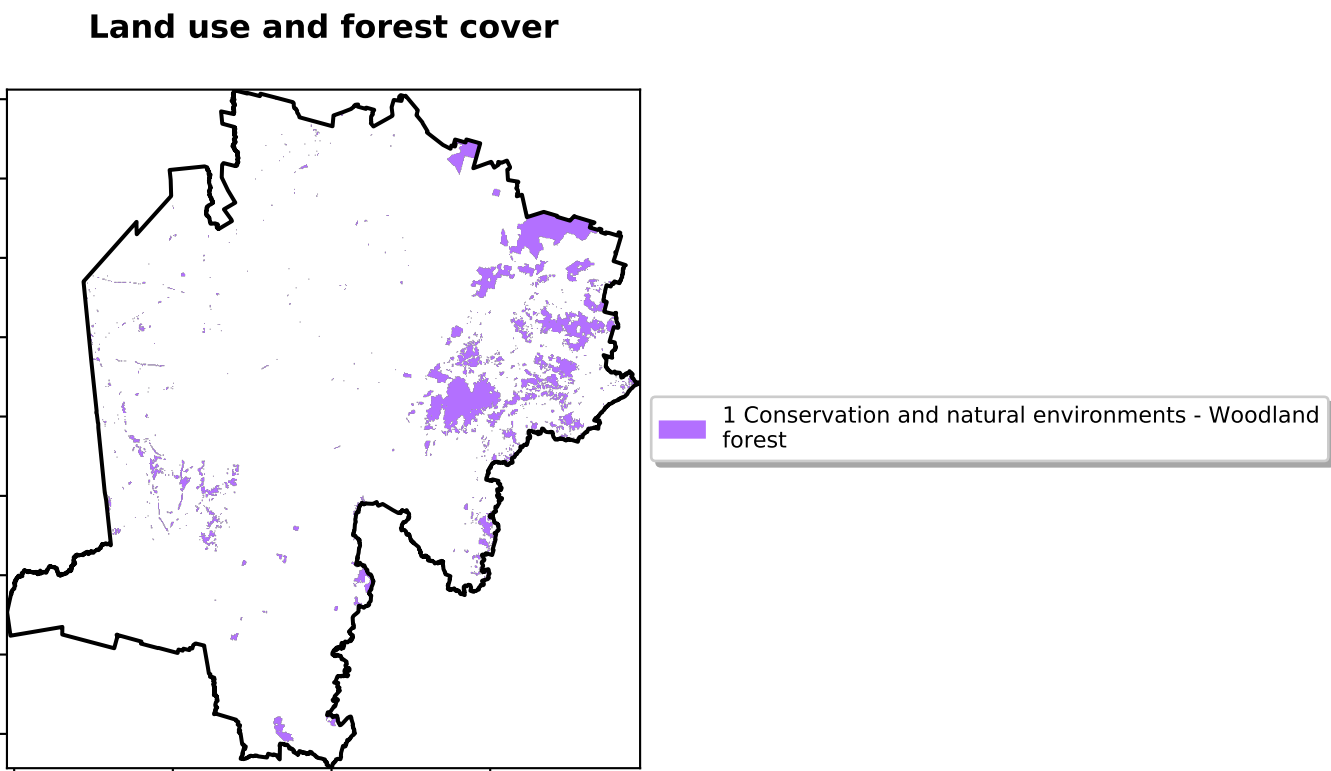 Land use and forest cover
1 Conservation and natural environments - Woodland
forest